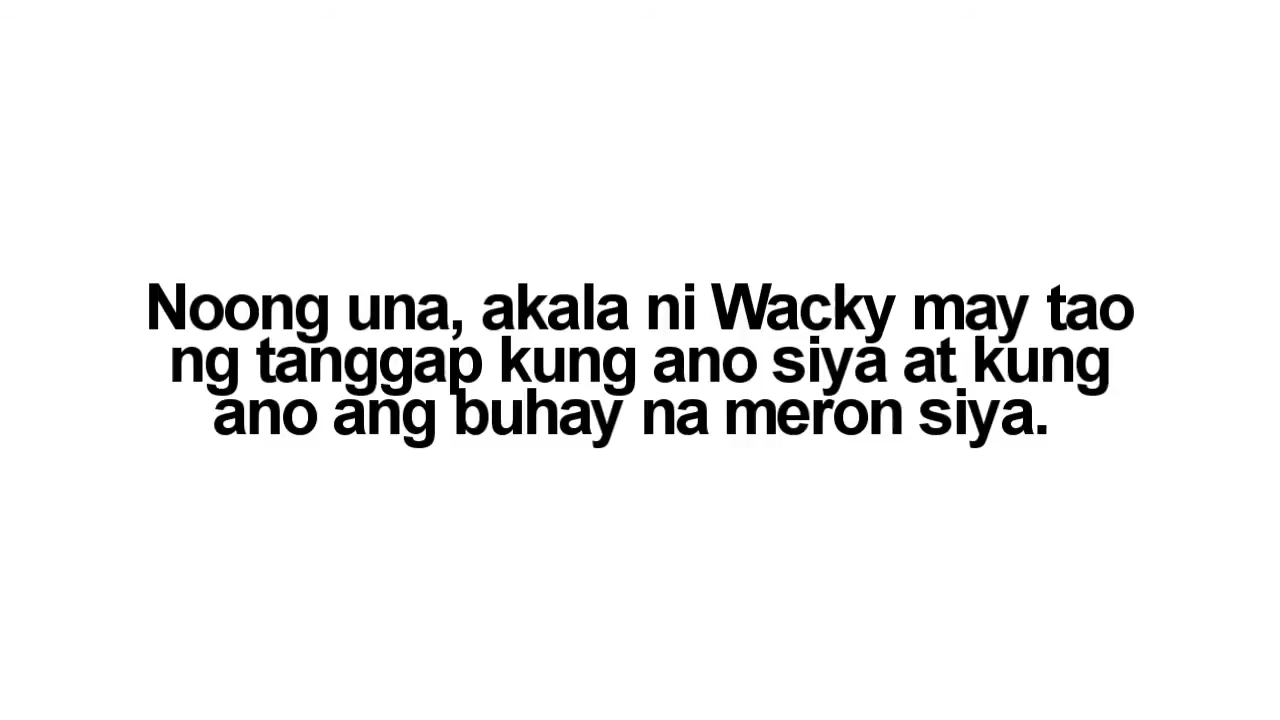 Noong una, akala ni Wacky may tao
ng tanggap kung ano siya at kung
ano ang buhay na meron siya.